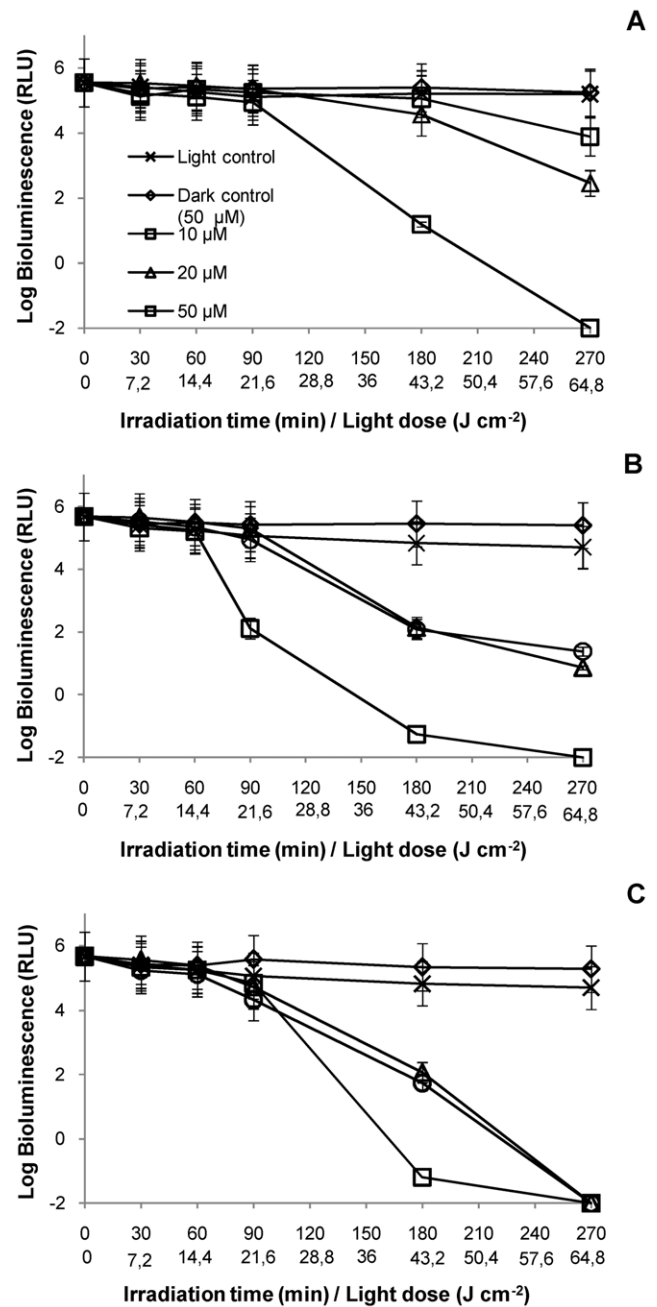 A
Log Bioluminescence (RLU)
6
4
2
0
-2
Light control
Dark control
(50 µM)
10 µM
20 µM
50 µM
0 30 60 90 120 150 180 210 240 270
0 7,2 14,4 21,6 28,8 36 43,2 50,4 57,6 64,8
Irradiation time (min) / Light dose (J cm-2)
B
Log Bioluminescence (RLU)
6
4
2
0
-2
0 30 60 90 120 150 180 210 240 270
0 7,2 14,4 21,6 28,8 36 43,2 50,4 57,6 64,8
Irradiation time (min) / Light dose (J cm-2)
C
Log Bioluminescence (RLU)
6
4
2
0
-2
0 30 60 90 120 150 180 210 240 270
0 7,2 14,4 21,6 28,8 36 43,2 50,4 57,6 64,8
Irradiation time (min) / Light dose (J cm-2)